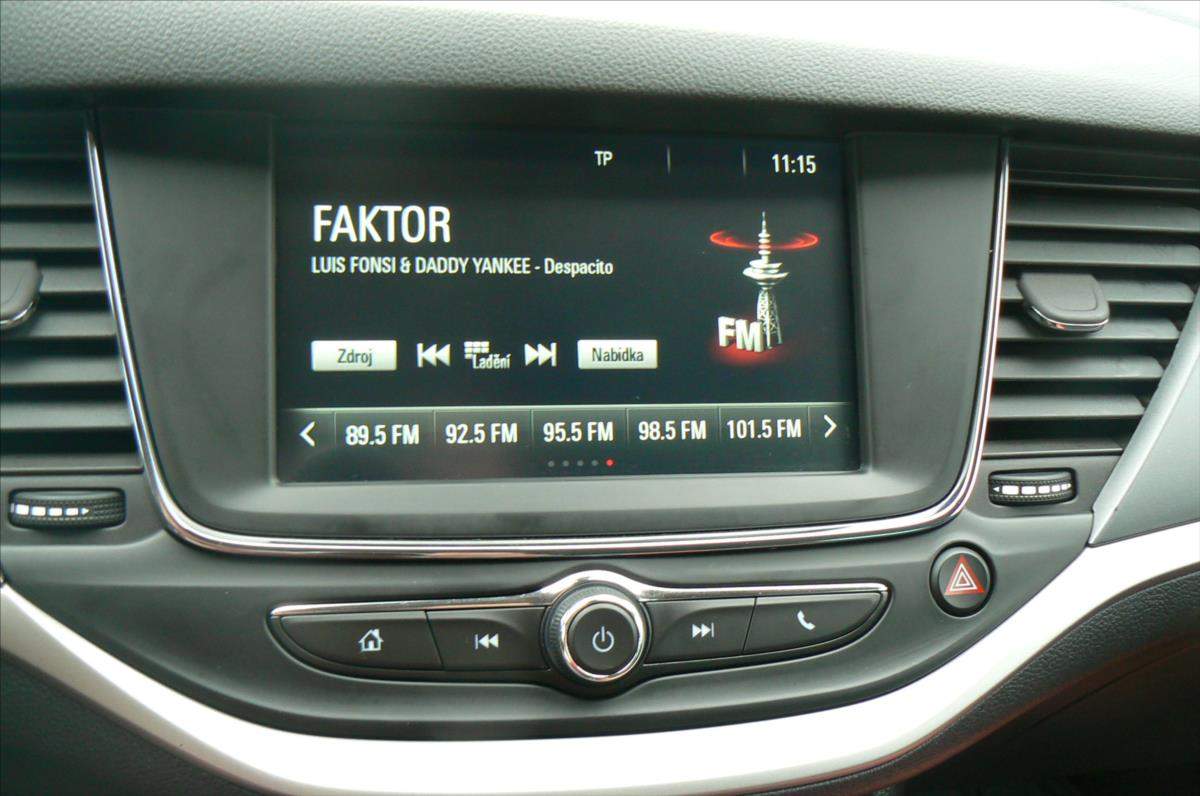 TP
11:15
FAKTOR
LUIS FONSI & DADDY YANKEE - Despacito
FM
Zdroj
Ladění
Nabídka
89.5 FM
92.5 FM
95.5 FM
98.5 FM
101.5 FM